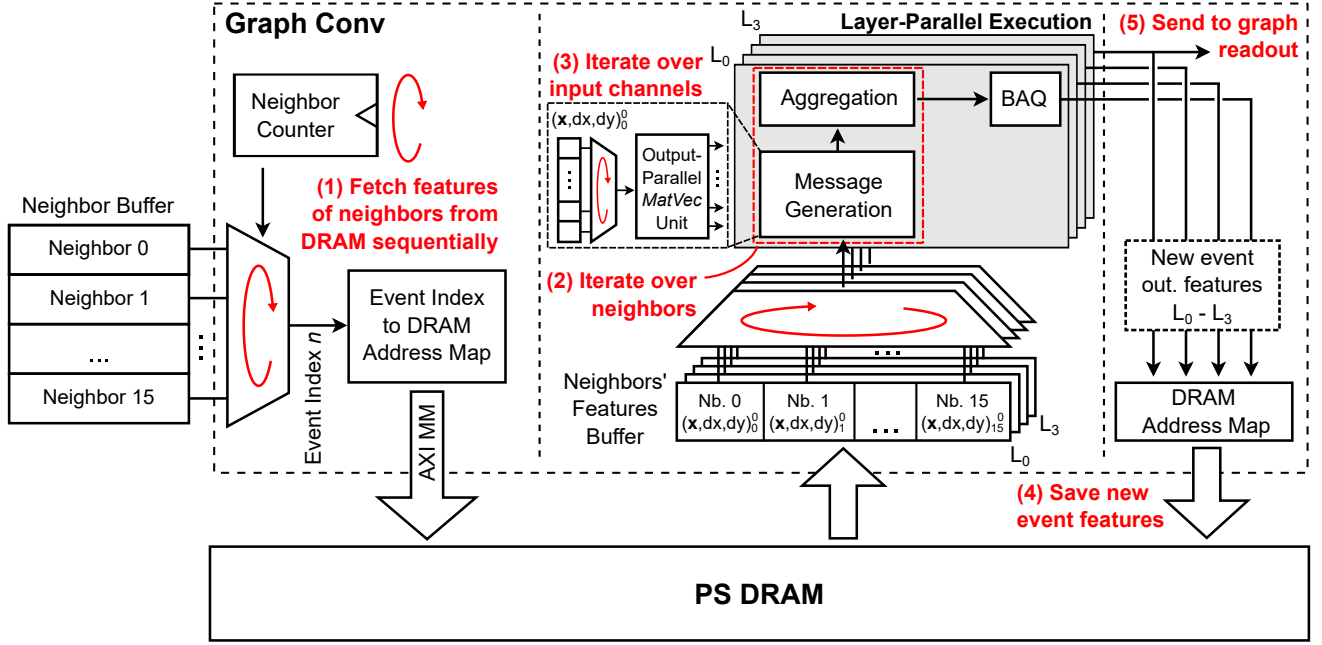 Graph Conv
Neighbor
Counter
(1) Fetch features
of neighbors from
DRAM sequentially
Neighbor Buffer
Neighbor 0
Neighbor 1
...
Neighbor 15
Event Index n
Event Index
to DRAM
Address Map
AXI MM
Layer-Parallel Execution
L3
L0
(3) Iterate over
input channels
(x,dx,dy)⁰₀
Output-
Parallel
MatVec
Unit
Aggregation
BAQ
Message
Generation
(2) Iterate over
neighbors
Neighbors'
Features
Buffer
Nb. 0
(x,dx,dy)⁰₀
Nb. 1
(x,dx,dy)⁰₁
...
Nb. 15
(x,dx,dy)⁰₁₅
L3
L0
(5) Send to graph
readout
New event
out. features
L0 - L3
DRAM
Address Map
(4) Save new
event features
PS DRAM